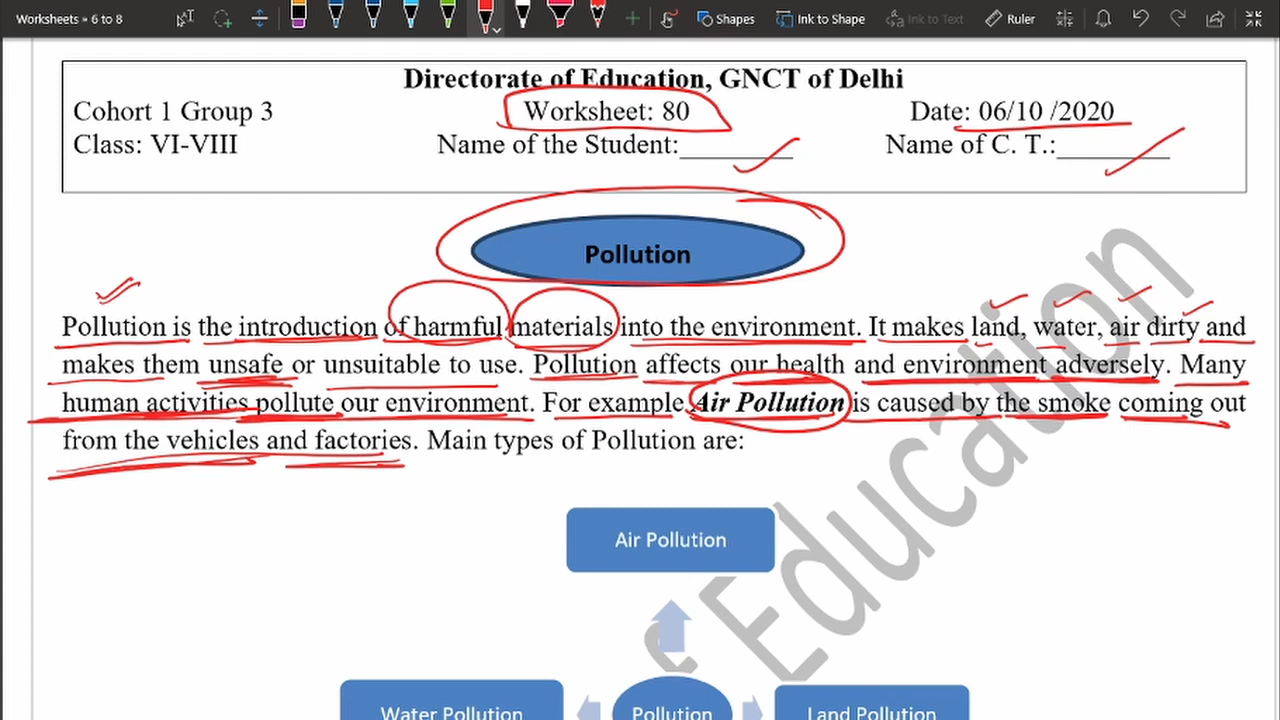 Worksheets = 6 to 8
Shapes
Ink to Shape
Ink to Text
Ruler
Directorate of Education, GNCT of Delhi
Cohort 1 Group 3 Worksheet: 80 Date: 06/10 /2020
Class: VI-VIII Name of the Student:________ Name of C. T.:________
Pollution
Pollution is the introduction of harmful materials into the environment. It makes land, water, air dirty and
makes them unsafe or unsuitable to use. Pollution affects our health and environment adversely. Many
human activities pollute our environment. For example Air Pollution is caused by the smoke coming out
from the vehicles and factories. Main types of Pollution are:
Air Pollution
Water Pollution Pollution Land Pollution
Education